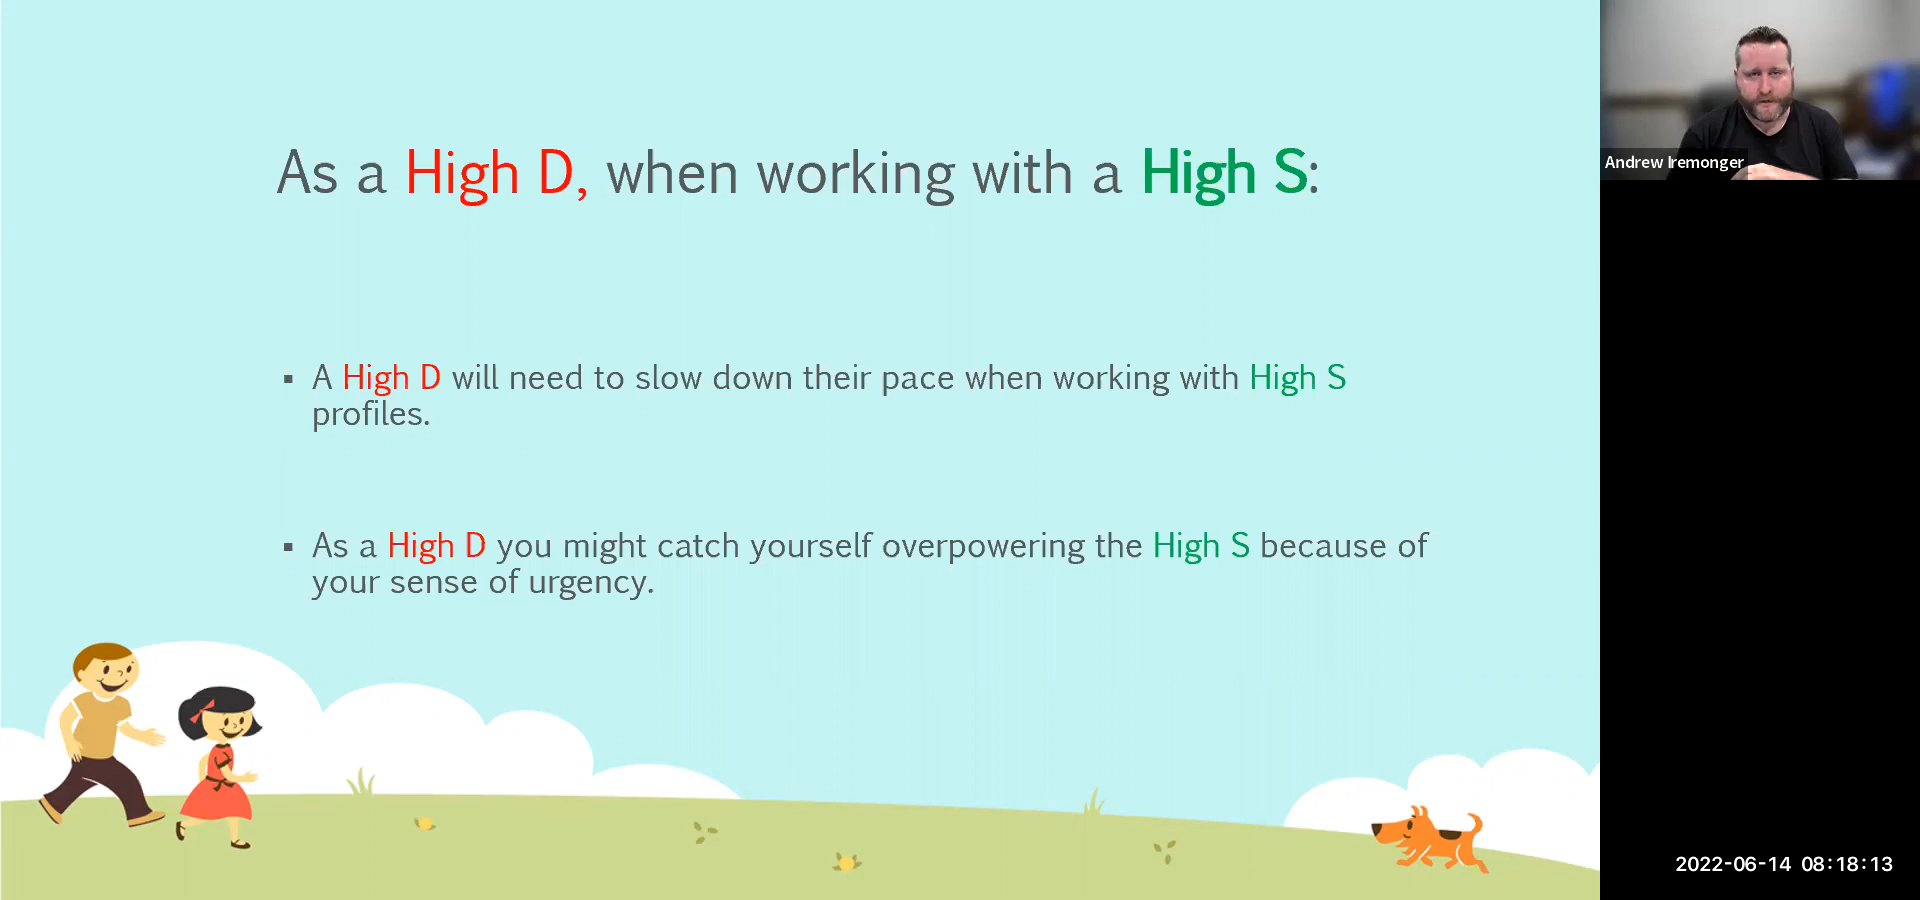 As a High D, when working with a High S:
▪ A High D will need to slow down their pace when working with High S
profiles.
▪ As a High D you might catch yourself overpowering the High S because of
your sense of urgency.
Andrew Iremonger
2022-06-14 08:18:13